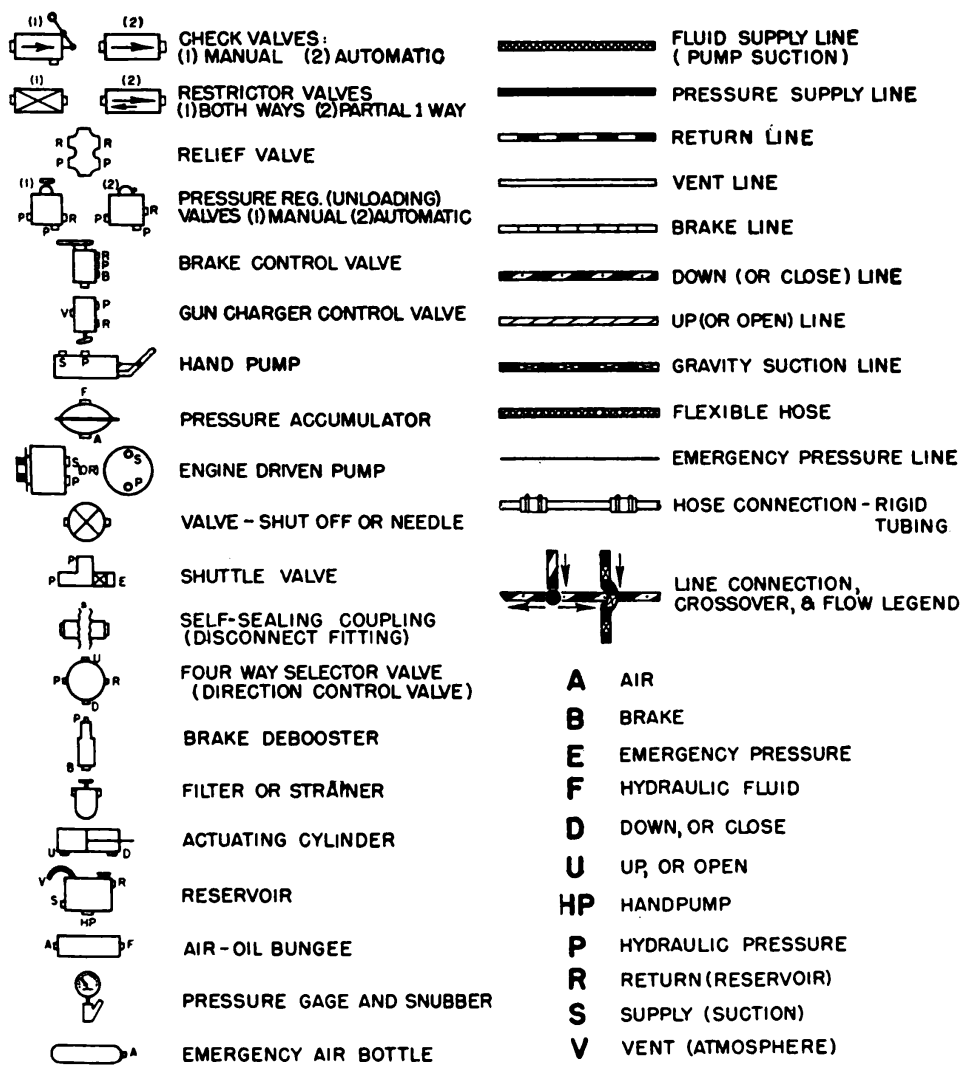 (1) (2)
CHECK VALVES:
(1) MANUAL (2) AUTOMATIC
(1) (2)
RESTRICTOR VALVES
(1)BOTH WAYS (2)PARTIAL 1 WAY
R R
P P
RELIEF VALVE
(1) (2)
P R P R
P P
PRESSURE REG. (UNLOADING)
VALVES (1) MANUAL (2)AUTOMATIC
R
P
B
BRAKE CONTROL VALVE
V P
R
GUN CHARGER CONTROL VALVE
S P
HAND PUMP
F
A
PRESSURE ACCUMULATOR
S (OR) S
P P
ENGINE DRIVEN PUMP
VALVE - SHUT OFF OR NEEDLE
P
P E
SHUTTLE VALVE
SELF-SEALING COUPLING
(DISCONNECT FITTING)
U
P R
D
FOUR WAY SELECTOR VALVE
(DIRECTION CONTROL VALVE)
P
B
BRAKE DEBOOSTER
FILTER OR STRAINER
U D
ACTUATING CYLINDER
V R
S
HP
RESERVOIR
A F
AIR-OIL BUNGEE
PRESSURE GAGE AND SNUBBER
A
EMERGENCY AIR BOTTLE
FLUID SUPPLY LINE
(PUMP SUCTION)
PRESSURE SUPPLY LINE
RETURN LINE
VENT LINE
BRAKE LINE
DOWN (OR CLOSE) LINE
UP(OR OPEN) LINE
GRAVITY SUCTION LINE
FLEXIBLE HOSE
EMERGENCY PRESSURE LINE
HOSE CONNECTION - RIGID
TUBING
LINE CONNECTION,
CROSSOVER, & FLOW LEGEND
A AIR
B BRAKE
E EMERGENCY PRESSURE
F HYDRAULIC FLUID
D DOWN, OR CLOSE
U UP, OR OPEN
HP HANDPUMP
P HYDRAULIC PRESSURE
R RETURN (RESERVOIR)
S SUPPLY (SUCTION)
V VENT (ATMOSPHERE)